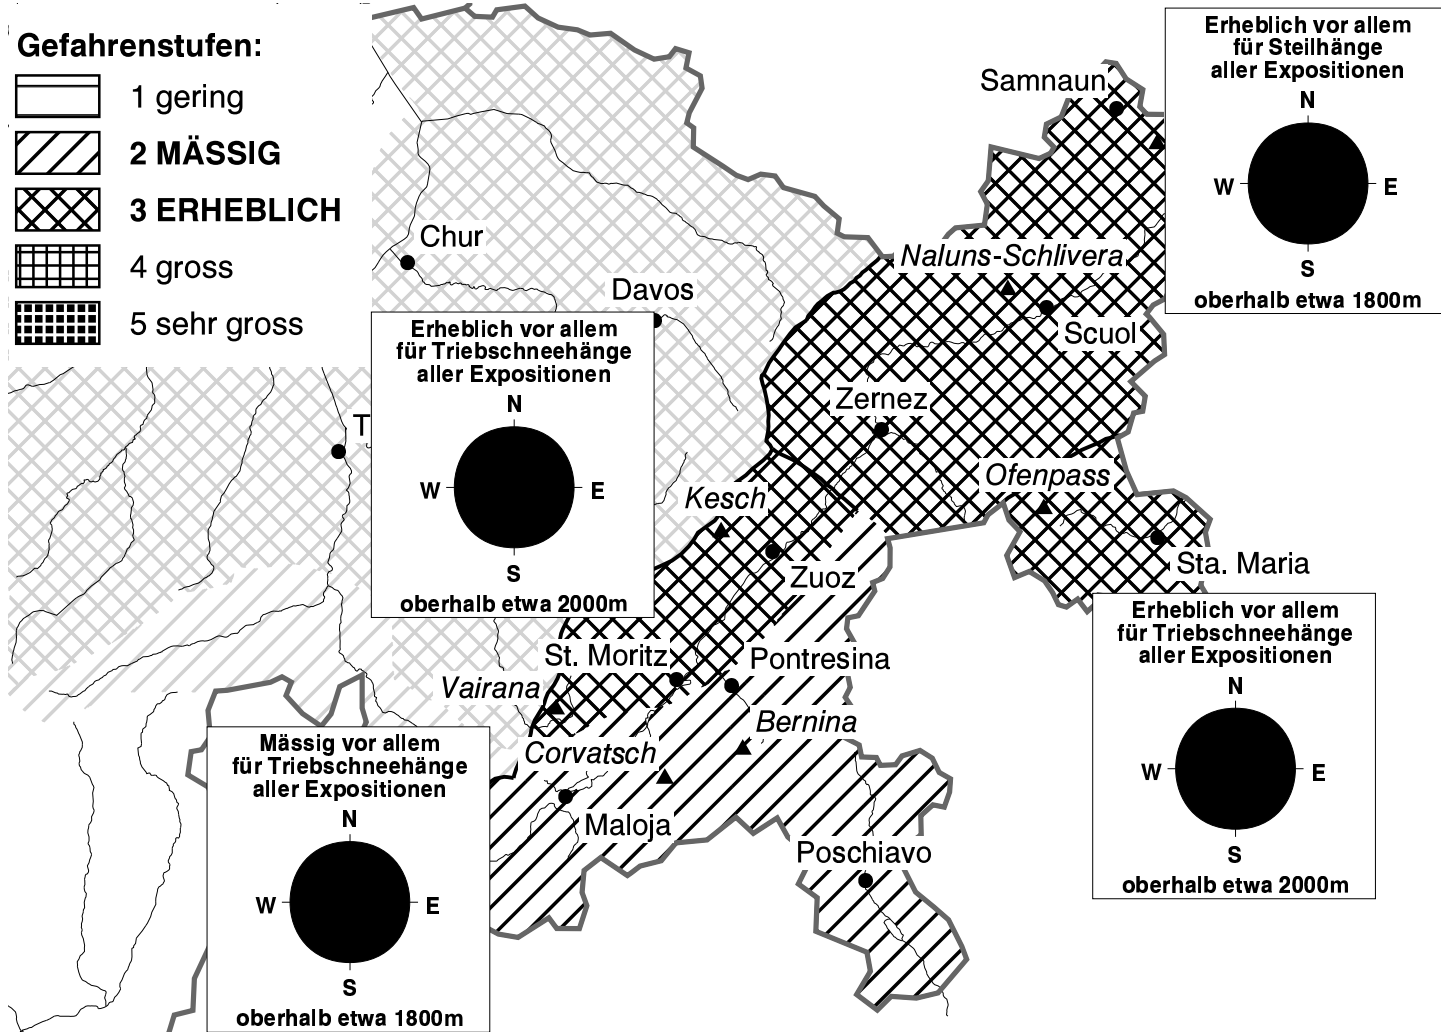 Gefahrenstufen:
1 gering
2 MÄSSIG
3 ERHEBLICH
4 gross
5 sehr gross
Erheblich vor allem
für Steilhänge
aller Expositionen
N
W
E
S
oberhalb etwa 1800m
Samnaun
Chur
Naluns-Schlivera
Davos
Scuol
Erheblich vor allem
für Triebschneehänge
aller Expositionen
N
W
E
S
oberhalb etwa 2000m
Zernez
T
Ofenpass
Kesch
Zuoz
Sta. Maria
St. Moritz
Pontresina
Vairana
Bernina
Corvatsch
Maloja
Poschiavo
Erheblich vor allem
für Triebschneehänge
aller Expositionen
N
W
E
S
oberhalb etwa 2000m
Mässig vor allem
für Triebschneehänge
aller Expositionen
N
W
E
S
oberhalb etwa 1800m